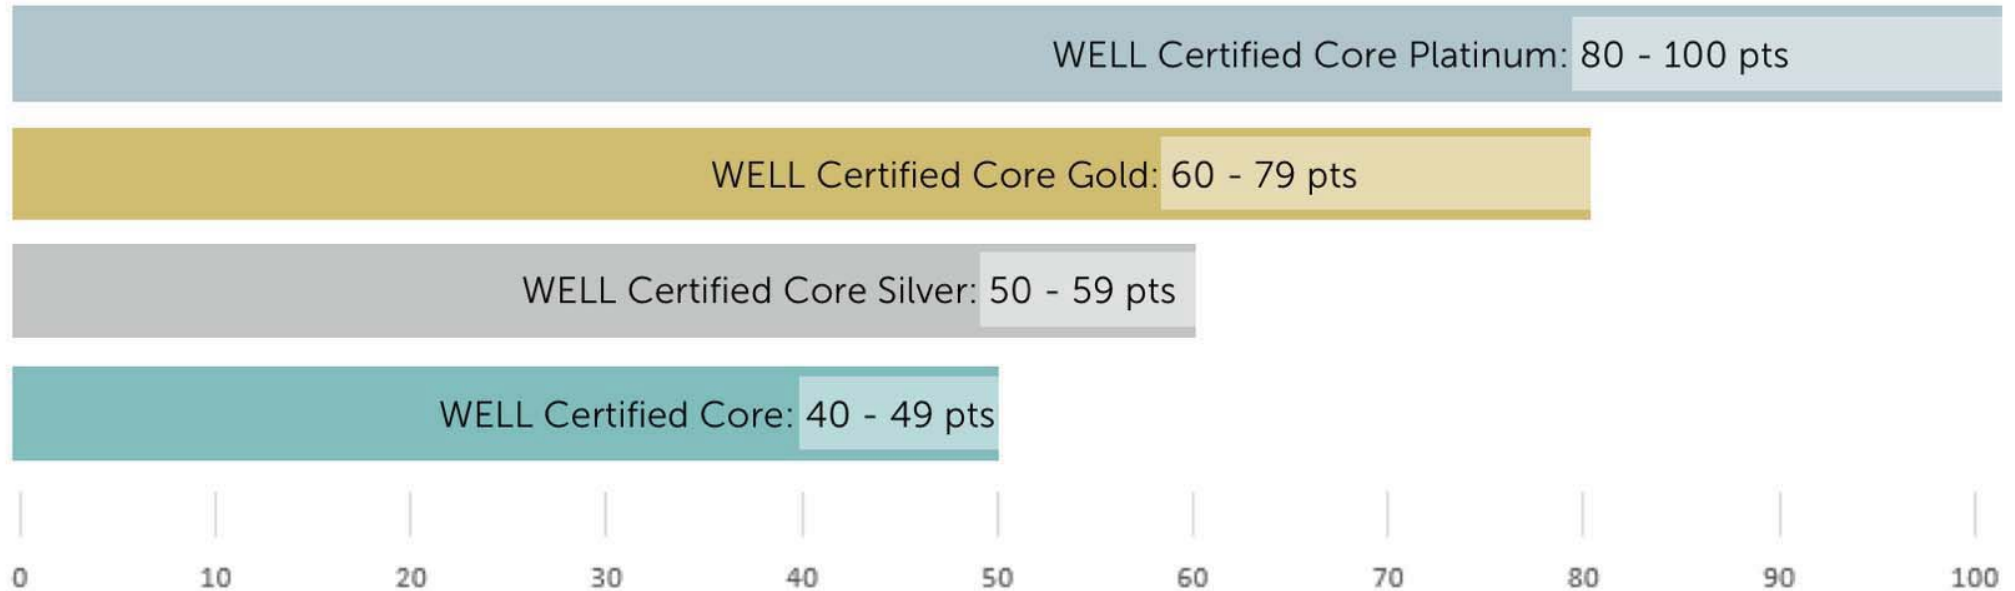 WELL Certified Core Platinum: 80 - 100 pts
WELL Certified Core Gold: 60 - 79 pts
WELL Certified Core Silver: 50 - 59 pts
WELL Certified Core: 40 - 49 pts
0 10 20 30 40 50 60 70 80 90 100